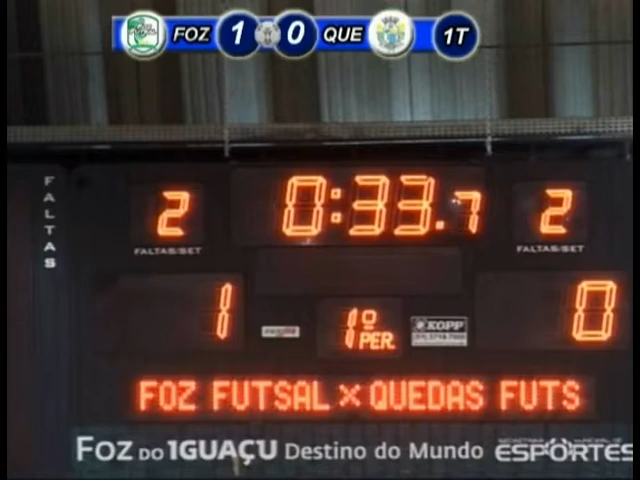 FOZ 1 0 QUE 1T
FALTAS
2 0:33.7 2
FALTAS/SET FALTAS/SET
1 1º PER. KOPP 0
FOZ FUTSAL X QUEDAS FUTS
FOZ DO IGUAÇU Destino do Mundo ESPORTES